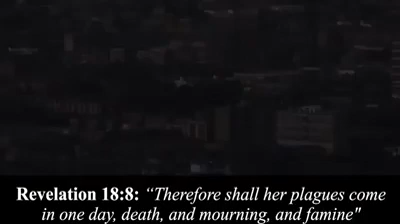 Revelation 18:8: “Therefore shall her plagues come
in one day, death, and mourning, and famine"